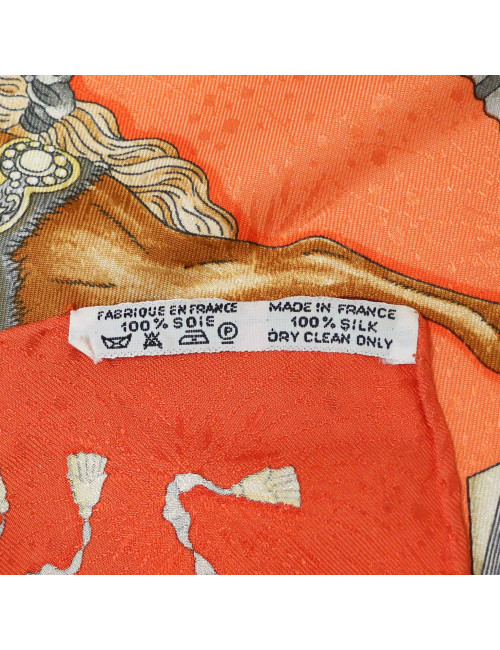 FABRIQUE EN FRANCE
100% SOIE
P
MADE IN FRANCE
100% SILK
DRY CLEAN ONLY